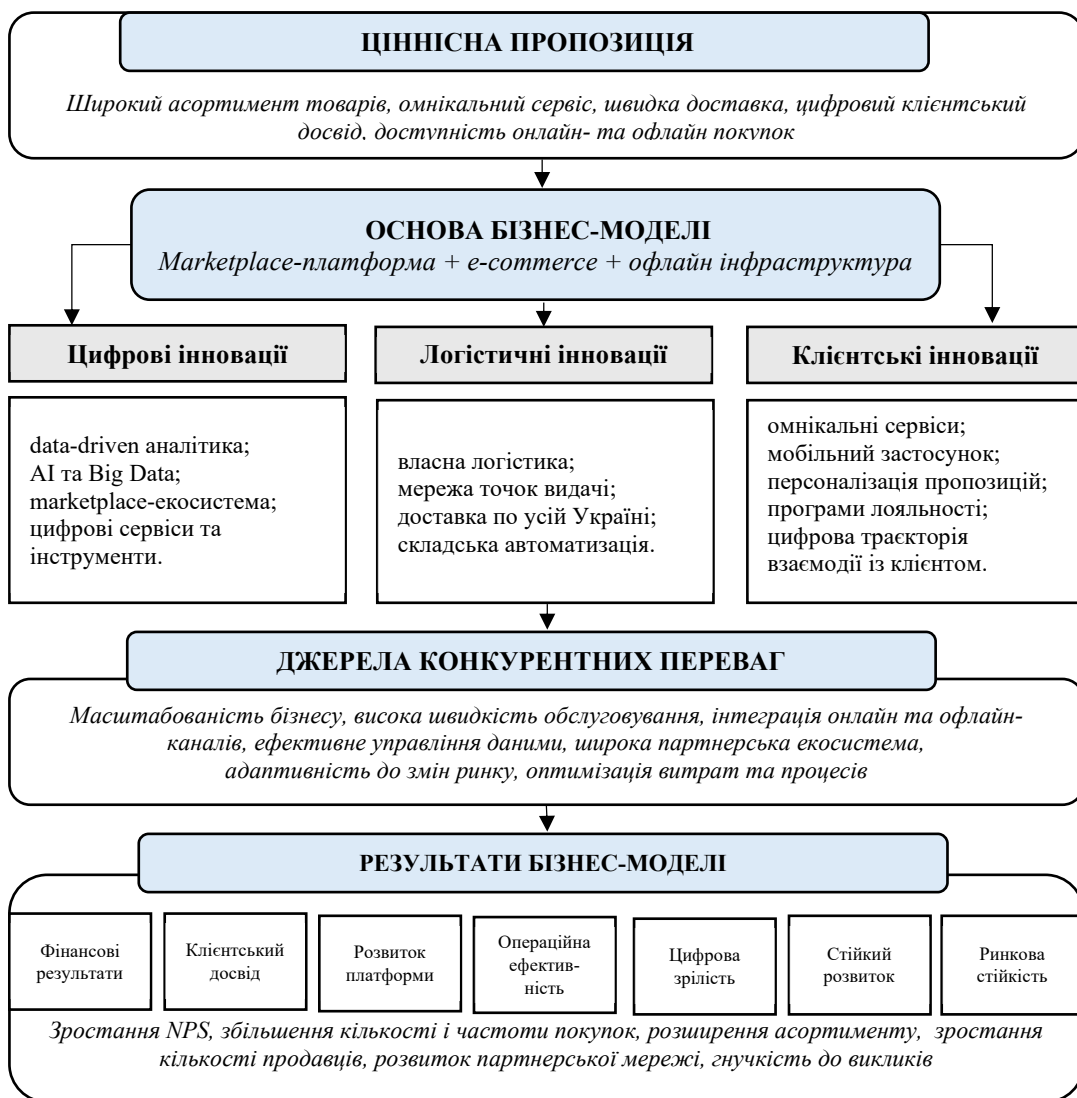 ЦІННІСНА ПРОПОЗИЦІЯ
Широкий асортимент товарів, омнікальний сервіс, швидка доставка, цифровий клієнтський
досвід, доступність онлайн- та офлайн покупок
ОСНОВА БІЗНЕС-МОДЕЛІ
Marketplace-платформа + e-commerce + офлайн інфраструктура
Цифрові інновації
data-driven аналітика;
AI та Big Data;
marketplace-екосистема;
цифрові сервіси та
інструменти.
Логістичні інновації
власна логістика;
мережа точок видачі;
доставка по усій Україні;
складська автоматизація.
Клієнтські інновації
омнікальні сервіси;
мобільний застосунок;
персоналізація пропозицій;
програми лояльності;
цифрова траєкторія
взаємодії із клієнтом.
ДЖЕРЕЛА КОНКУРЕНТНИХ ПЕРЕВАГ
Масштабованість бізнесу, висока швидкість обслуговування, інтеграція онлайн та офлайн-
каналів, ефективне управління даними, широка партнерська екосистема,
адаптивність до змін ринку, оптимізація витрат та процесів
РЕЗУЛЬТАТИ БІЗНЕС-МОДЕЛІ
Фінансові
результати
Клієнтський
досвід
Розвиток
платформи
Операційна
ефектив-
ність
Цифрова
зрілість
Стійкий
розвиток
Ринкова
стійкість
Зростання NPS, збільшення кількості і частоти покупок, розширення асортименту, зростання
кількості продавців, розвиток партнерської мережі, гнучкість до викликів